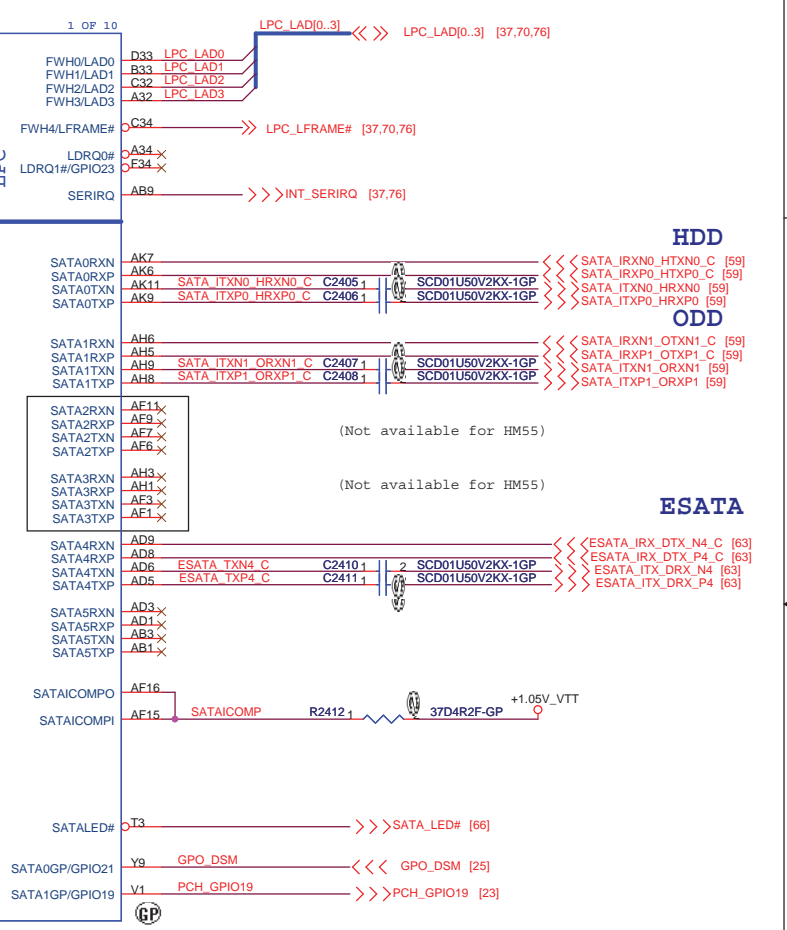 1 OF 10
LPC_LAD[0..3] LPC_LAD[0..3] [37,70,76]
FWH0/LAD0 D33 LPC_LAD0
FWH1/LAD1 B33 LPC_LAD1
FWH2/LAD2 C32 LPC_LAD2
FWH3/LAD3 A32 LPC_LAD3
FWH4/LFRAME# C34 LPC_LFRAME# [37,70,76]
LDRQ0# A34
LDRQ1#/GPIO23 F34
SERIRQ AB9 INT_SERIRQ [37,76]
HDD
SATA0RXN AK7 SATA_IRXN0_HTXN0_C [59]
SATA0RXP AK6 SATA_IRXP0_HTXP0_C [59]
SATA0TXN AK11 SATA_ITXN0_HRXN0_C C2405 1 SCD01U50V2KX-1GP SATA_ITXN0_HRXN0 [59]
SATA0TXP AK9 SATA_ITXP0_HRXP0_C C2406 1 SCD01U50V2KX-1GP SATA_ITXP0_HRXP0 [59]
ODD
SATA1RXN AH6 SATA_IRXN1_OTXN1_C [59]
SATA1RXP AH5 SATA_IRXP1_OTXP1_C [59]
SATA1TXN AH9 SATA_ITXN1_ORXN1_C C2407 1 SCD01U50V2KX-1GP SATA_ITXN1_ORXN1 [59]
SATA1TXP AH8 SATA_ITXP1_ORXP1_C C2408 1 SCD01U50V2KX-1GP SATA_ITXP1_ORXP1 [59]
SATA2RXN AF11
SATA2RXP AF9
SATA2TXN AF7 (Not available for HM55)
SATA2TXP AF6
SATA3RXN AH3
SATA3RXP AH1 (Not available for HM55)
SATA3TXN AF3
SATA3TXP AF1
ESATA
SATA4RXN AD9 ESATA_IRX_DTX_N4_C [63]
SATA4RXP AD8 ESATA_IRX_DTX_P4_C [63]
SATA4TXN AD6 ESATA_TXN4_C C2410 1 2 SCD01U50V2KX-1GP ESATA_ITX_DRX_N4 [63]
SATA4TXP AD5 ESATA_TXP4_C C2411 1 SCD01U50V2KX-1GP ESATA_ITX_DRX_P4 [63]
SATA5RXN AD3
SATA5RXP AD1
SATA5TXN AB3
SATA5TXP AB1
SATAICOMPO AF16 +1.05V_VTT
SATAICOMPI AF15 SATAICOMP R2412 1 2 37D4R2F-GP
SATALED# T3 SATA_LED# [66]
SATA0GP/GPIO21 Y9 GPO_DSM GPO_DSM [25]
SATA1GP/GPIO19 V1 PCH_GPIO19 PCH_GPIO19 [23]
GP